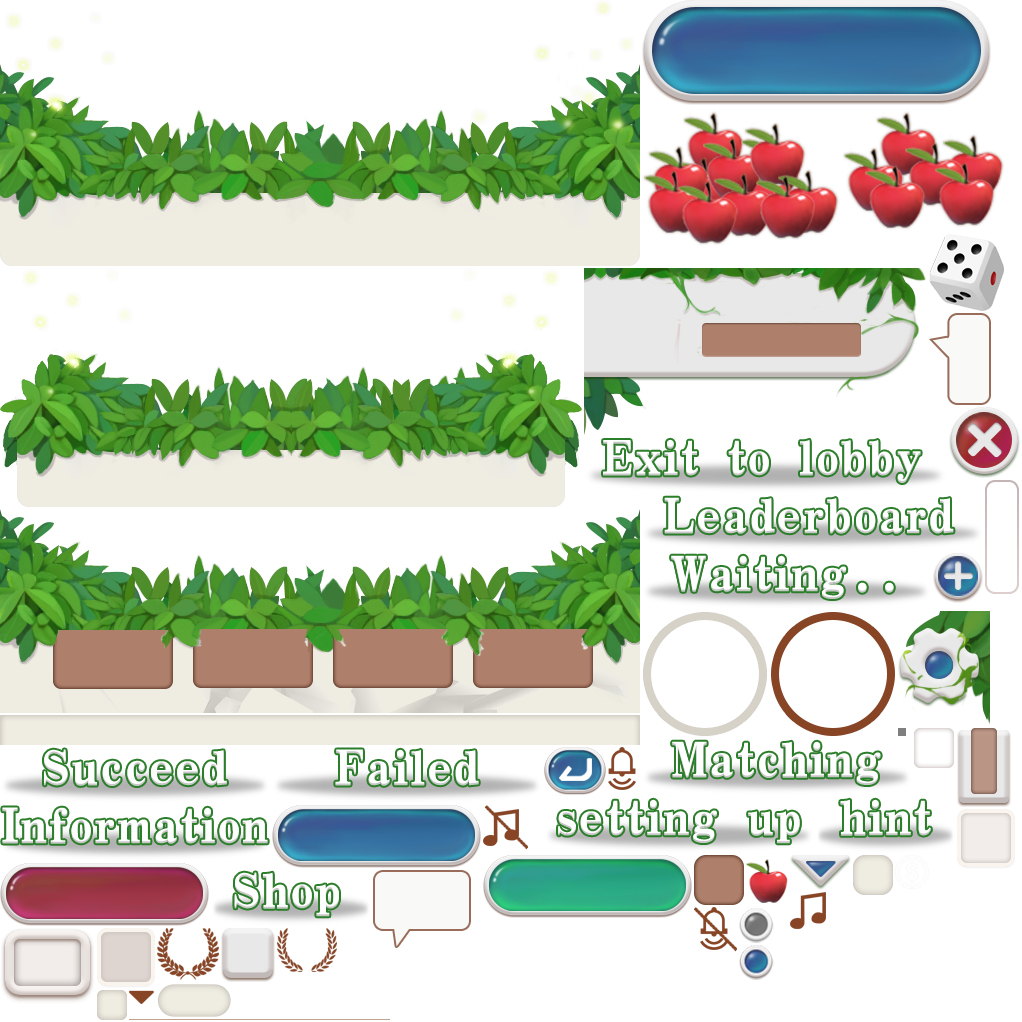 Exit to lobby
Leaderboard
Waiting..
Succeed
Failed
Matching
Information
setting up
hint
Shop